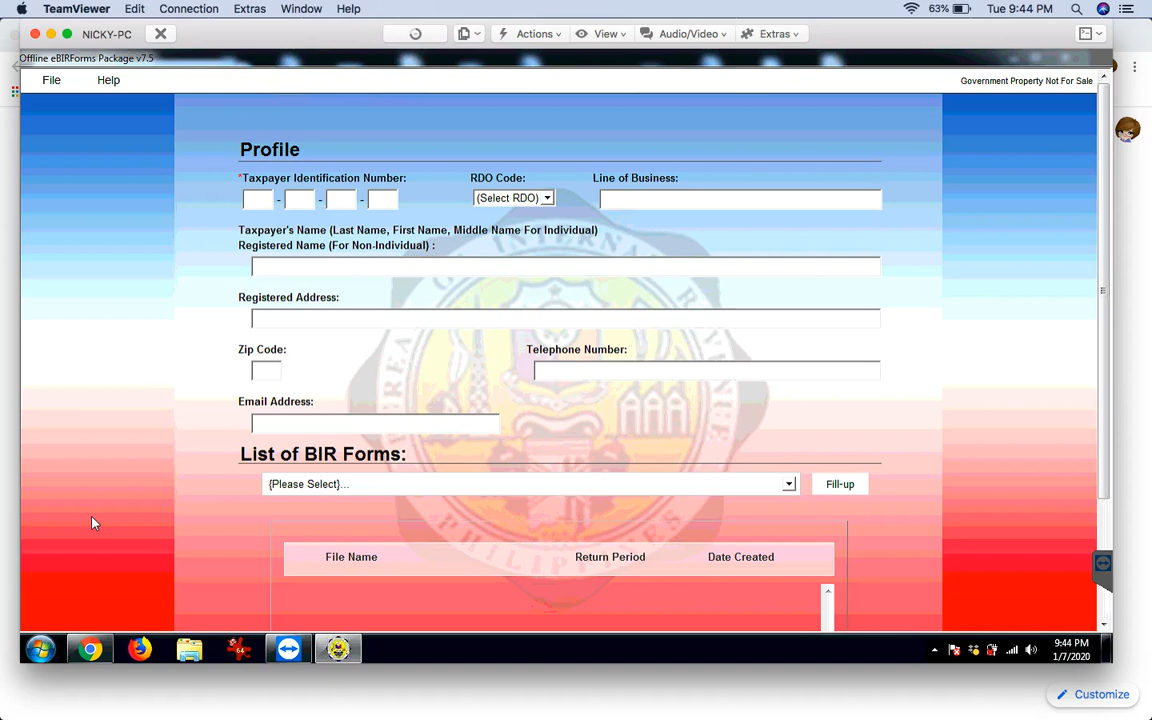 TeamViewer Edit Connection Extras Window Help 63% Tue 9:44 PM
NICKY-PC Actions View Audio/Video Extras
Offline eBIRForms Package v7.5
File Help Government Property Not For Sale
Profile
*Taxpayer Identification Number: RDO Code: Line of Business:
- - - (Select RDO)
Taxpayer's Name (Last Name, First Name, Middle Name For Individual)
Registered Name (For Non-Individual) :
Registered Address:
Zip Code: Telephone Number:
Email Address:
List of BIR Forms:
{Please Select}... Fill-up
File Name Return Period Date Created
PHILIPPINES
64
9:44 PM
1/7/2020
Customize